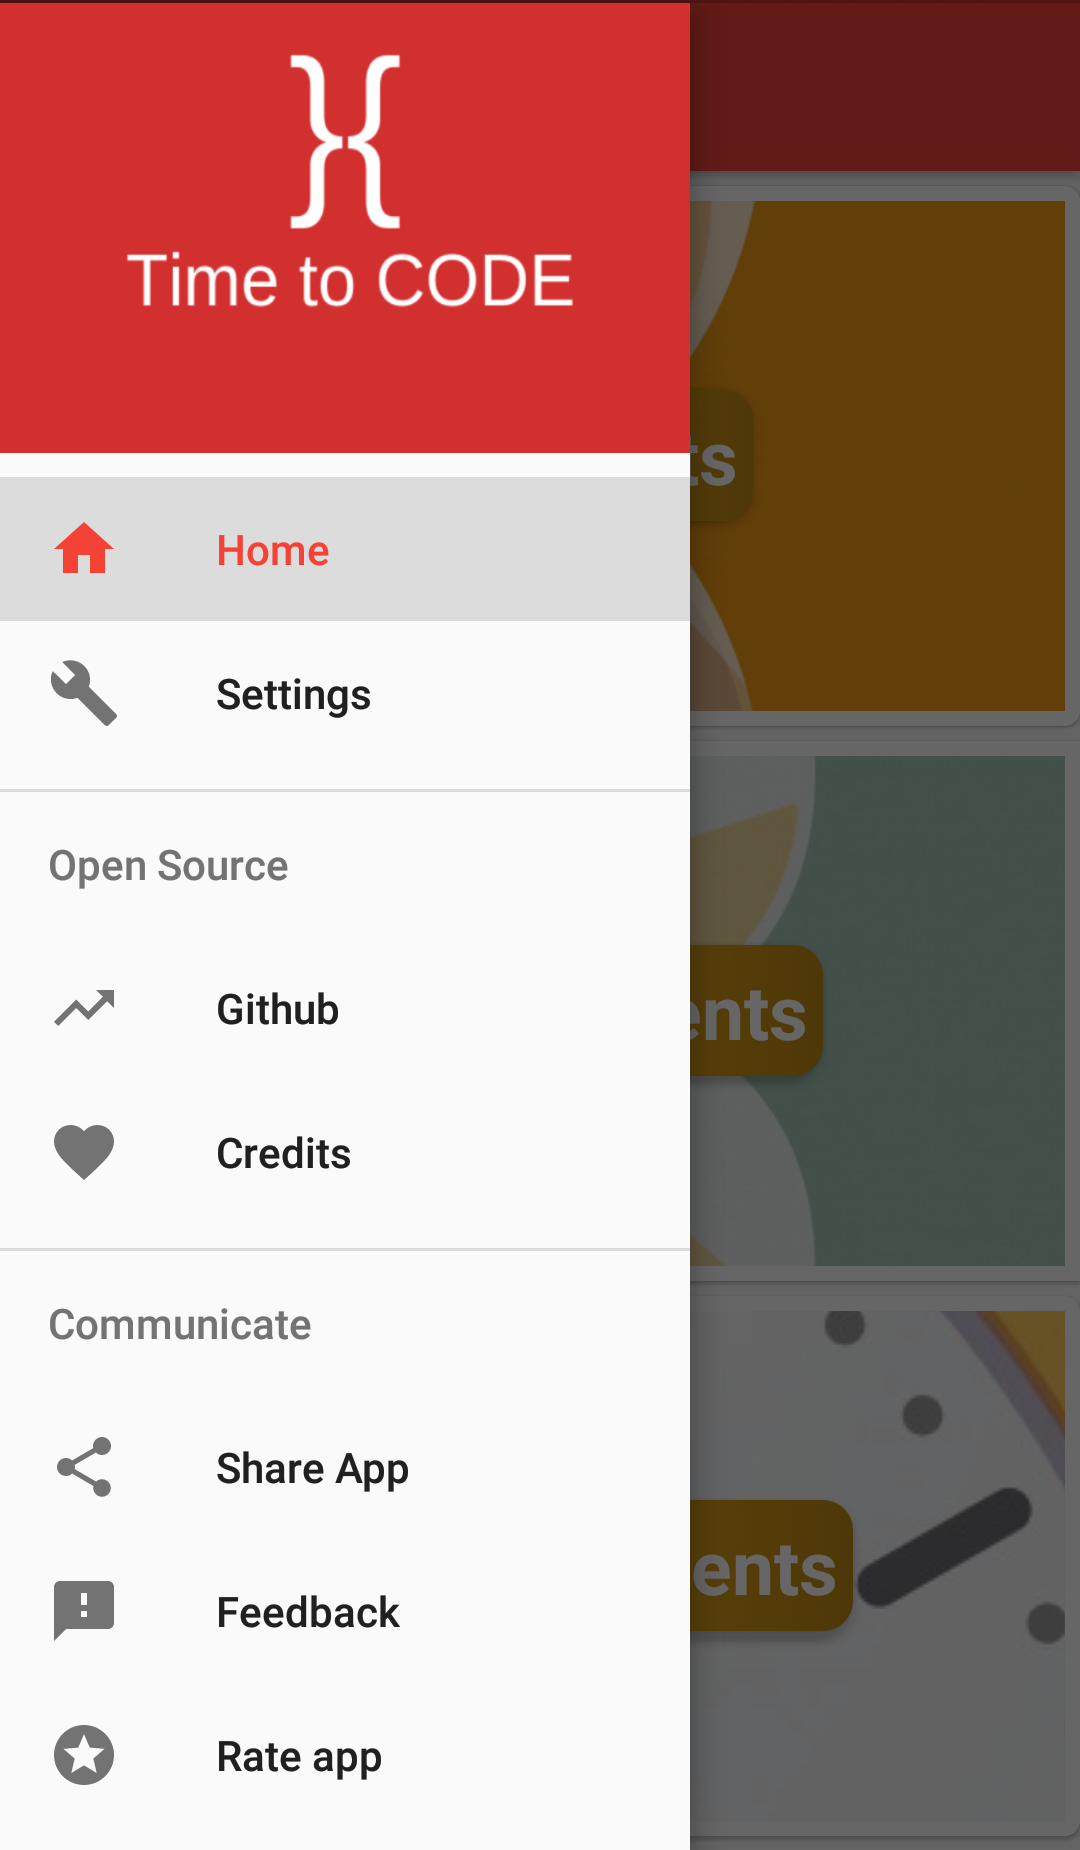 }{
Time to CODE
Home
Settings
Open Source
Github
Credits
Communicate
Share App
Feedback
Rate app
ts
ents
ents